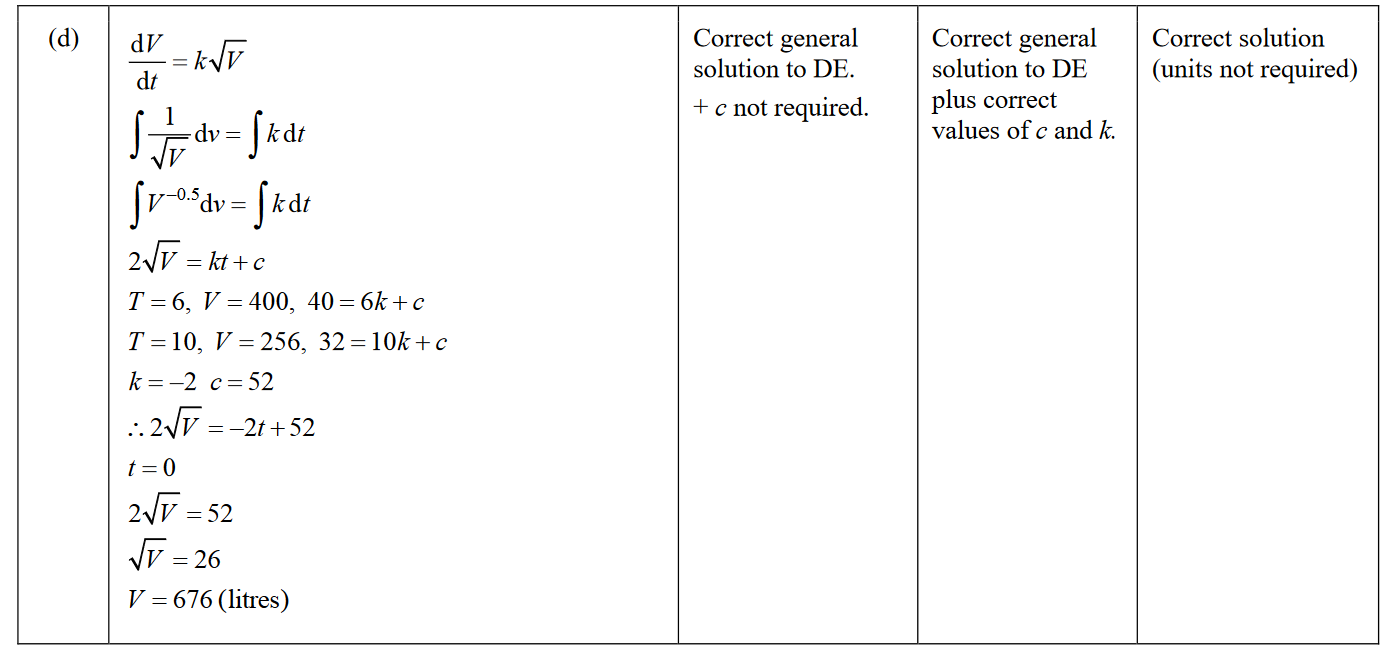 (d)
dV/dt = k√V
∫ 1/√V dv = ∫ k dt
∫ V^−0.5 dv = ∫ k dt
2√V = kt + c
T = 6, V = 400, 40 = 6k + c
T = 10, V = 256, 32 = 10k + c
k = −2 c = 52
∴ 2√V = −2t + 52
t = 0
2√V = 52
√V = 26
V = 676 (litres)
Correct general
solution to DE.
+ c not required.
Correct general
solution to DE
plus correct
values of c and k.
Correct solution
(units not required)